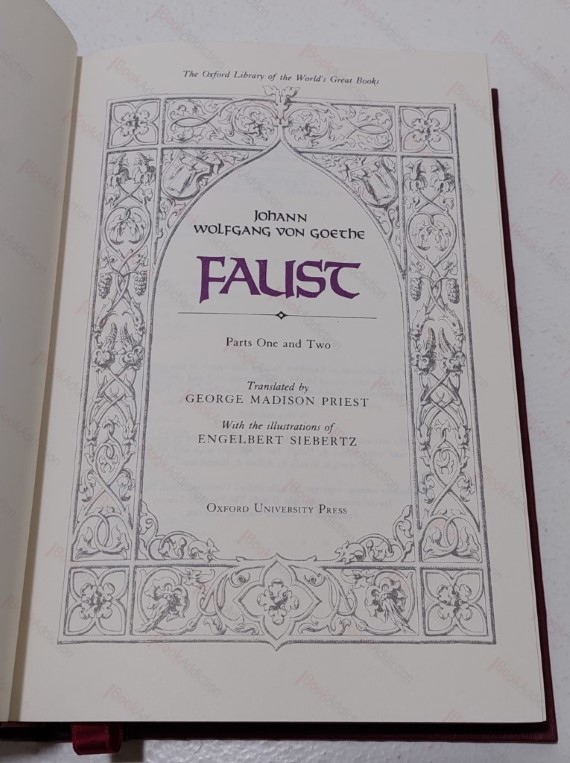 The Oxford Library of the World's Great Books
Johann
Wolfgang von Goethe
FAUST
Parts One and Two
Translated by
GEORGE MADISON PRIEST
With the illustrations of
ENGELBERT SIEBERTZ
Oxford University Press